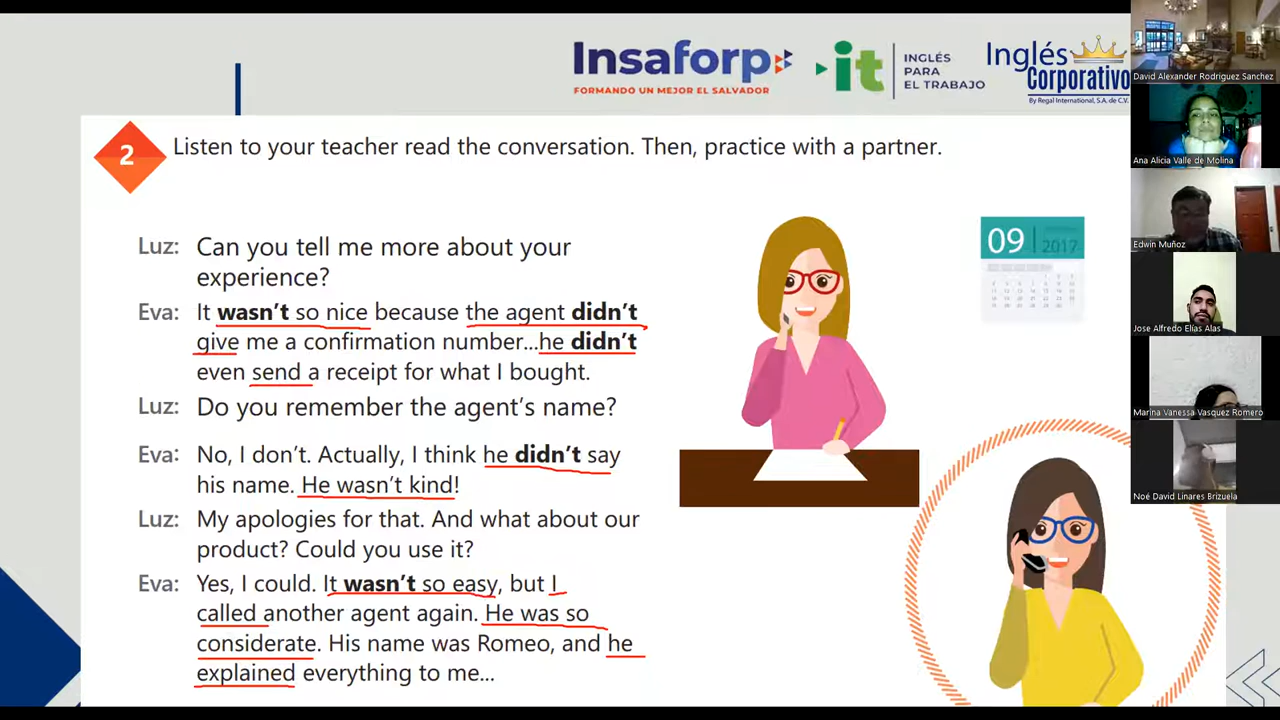 Insaforp
FORMANDO UN MEJOR EL SALVADOR
it
INGLÉS
PARA
EL TRABAJO
Inglés
Corporativo
By Regal International, S.A. de C.V.
2
Listen to your teacher read the conversation. Then, practice with a partner.
Luz: Can you tell me more about your
experience?
Eva: It wasn't so nice because the agent didn't
give me a confirmation number...he didn't
even send a receipt for what I bought.
Luz: Do you remember the agent's name?
Eva: No, I don't. Actually, I think he didn't say
his name. He wasn't kind!
Luz: My apologies for that. And what about our
product? Could you use it?
Eva: Yes, I could. It wasn't so easy, but I
called another agent again. He was so
considerate. His name was Romeo, and he
explained everything to me...
09
2017
David Alexander Rodriguez Sanchez
Ana Alicia Valle de Molina
Edwin Muñoz
Jose Alfredo Elías Alas
Marina Vanessa Vasquez Romero
Noé David Linares Brizuela